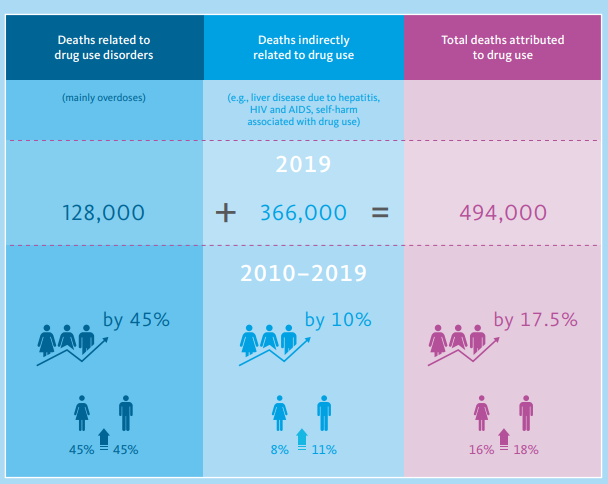 Deaths related to
drug use disorders
Deaths indirectly
related to drug use
Total deaths attributed
to drug use
(mainly overdoses)
(e.g., liver disease due to hepatitis,
HIV and AIDS, self-harm
associated with drug use)
2019
128,000 + 366,000 = 494,000
2010–2019
by 45%
by 10%
by 17.5%
45% 45%
8% 11%
16% 18%